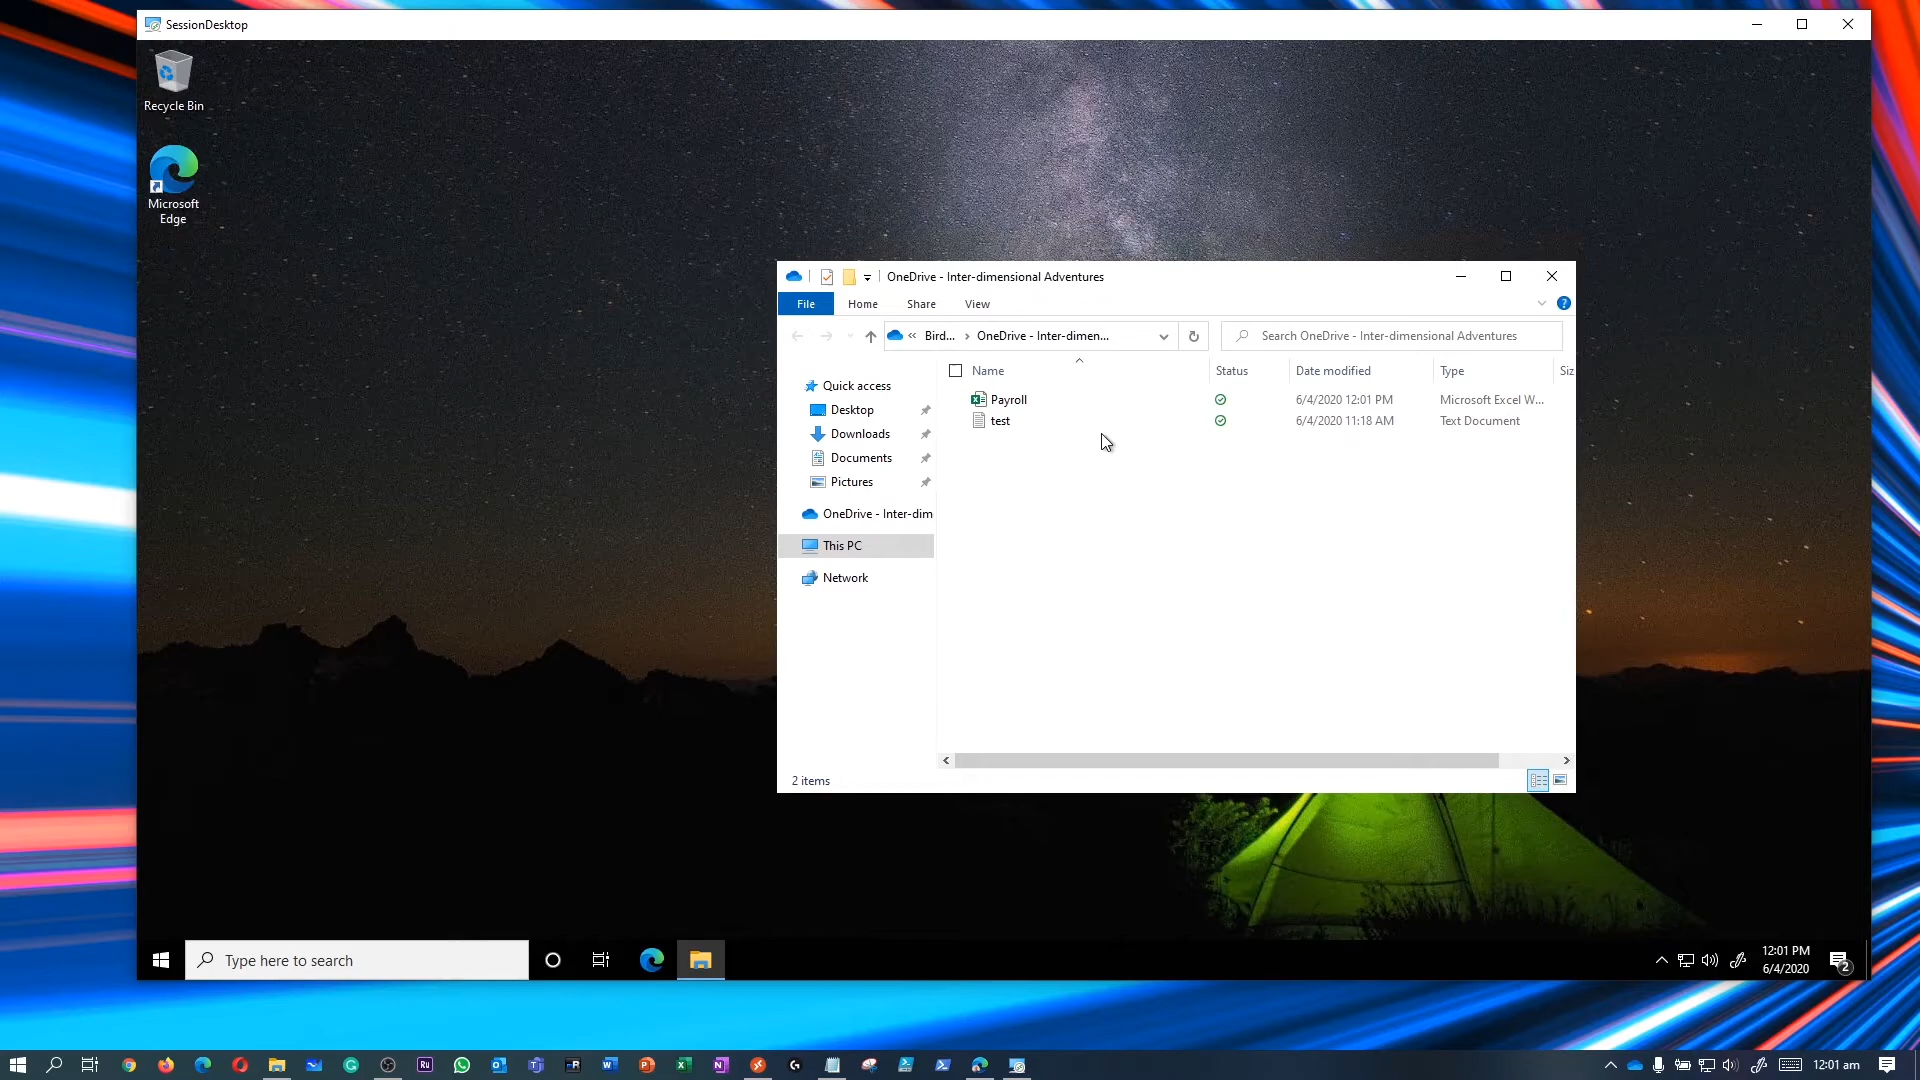 SessionDesktop
Recycle Bin
Microsoft
Edge
OneDrive - Inter-dimensional Adventures
File Home Share View
Bird... › OneDrive - Inter-dimen... Search OneDrive - Inter-dimensional Adventures
Name Status Date modified Type Siz
Payroll 6/4/2020 12:01 PM Microsoft Excel W...
test 6/4/2020 11:18 AM Text Document
Quick access
Desktop
Downloads
Documents
Pictures
OneDrive - Inter-dim
This PC
Network
2 items
Type here to search
12:01 PM
6/4/2020
2
12:01 am